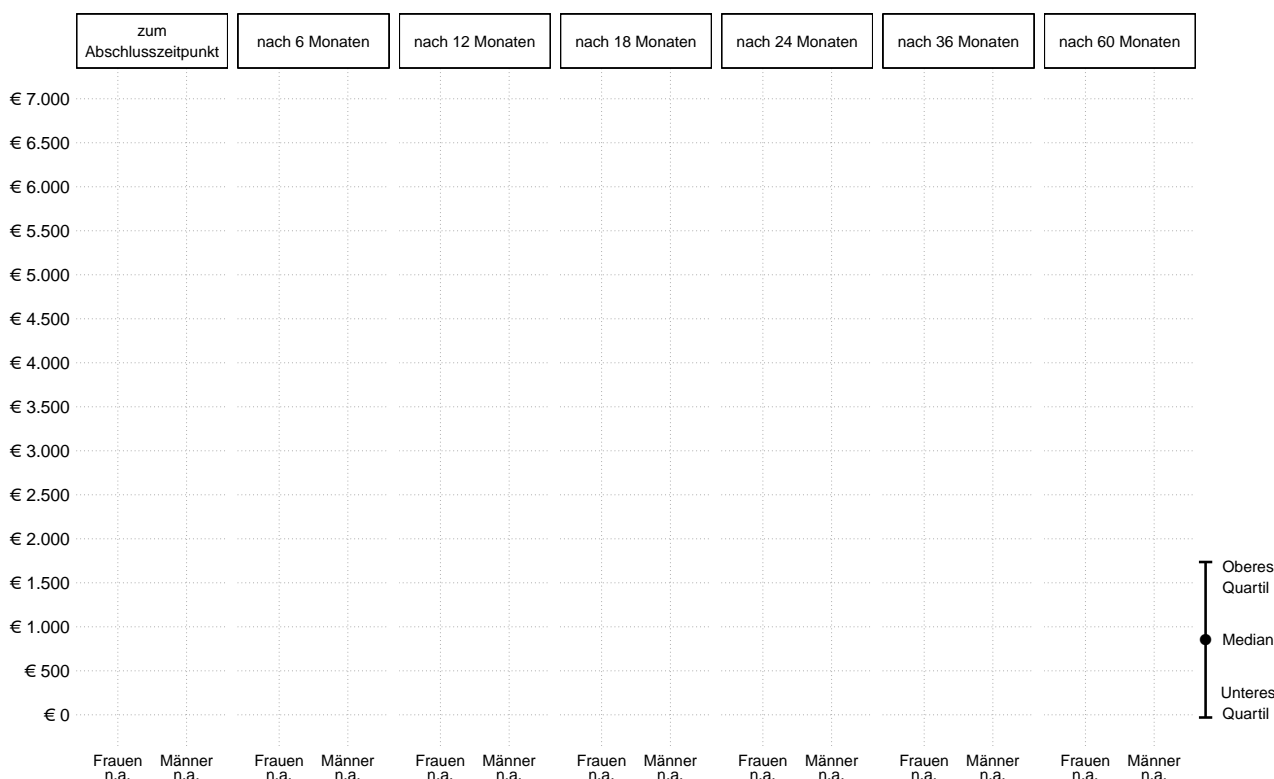 zum
Abschlusszeitpunkt
nach 6 Monaten
nach 12 Monaten
nach 18 Monaten
nach 24 Monaten
nach 36 Monaten
nach 60 Monaten
€ 7.000
€ 6.500
€ 6.000
€ 5.500
€ 5.000
€ 4.500
€ 4.000
€ 3.500
€ 3.000
€ 2.500
€ 2.000
€ 1.500
€ 1.000
€ 500
€ 0
Oberes
Quartil
Median
Unteres
Quartil
Frauen Männer Frauen Männer Frauen Männer Frauen Männer Frauen Männer Frauen Männer Frauen Männer
n.a. n.a. n.a. n.a. n.a. n.a. n.a. n.a. n.a. n.a. n.a. n.a. n.a. n.a.